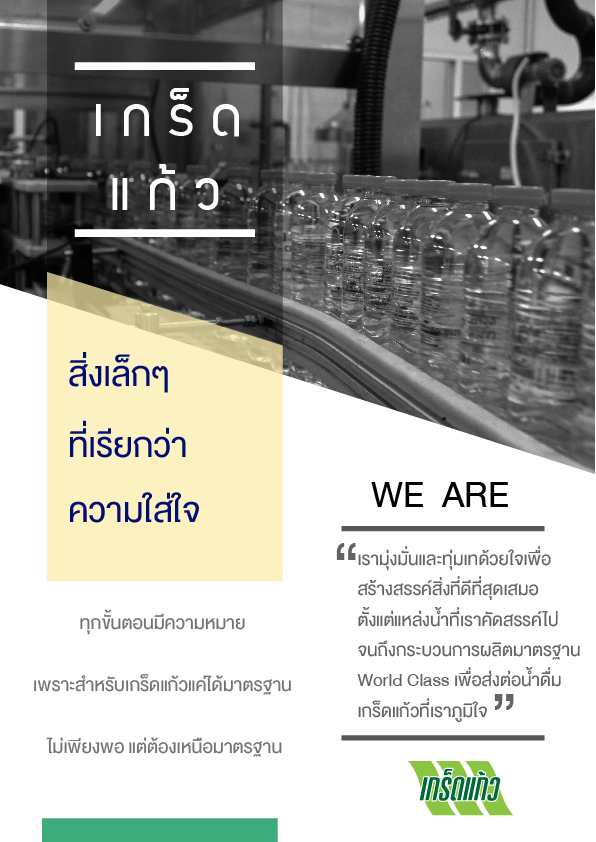 เกร็ด
แก้ว
สิ่งเล็กๆ
ที่เรียกว่า
ความใส่ใจ
ทุกขั้นตอนมีความหมาย
เพราะสำหรับเกร็ดแก้วแค่ได้มาตรฐาน
ไม่เพียงพอ แต่ต้องเหนือมาตรฐาน
WE ARE
“เรามุ่งมั่นและทุ่มเทด้วยใจเพื่อ
สร้างสรรค์สิ่งที่ดีที่สุดเสมอ
ตั้งแต่แหล่งน้ำที่เราคัดสรรค์ไป
จนถึงกระบวนการผลิตมาตรฐาน
World Class เพื่อส่งต่อน้ำดื่ม
เกร็ดแก้วที่เราภูมิใจ”
เกร็ดแก้ว